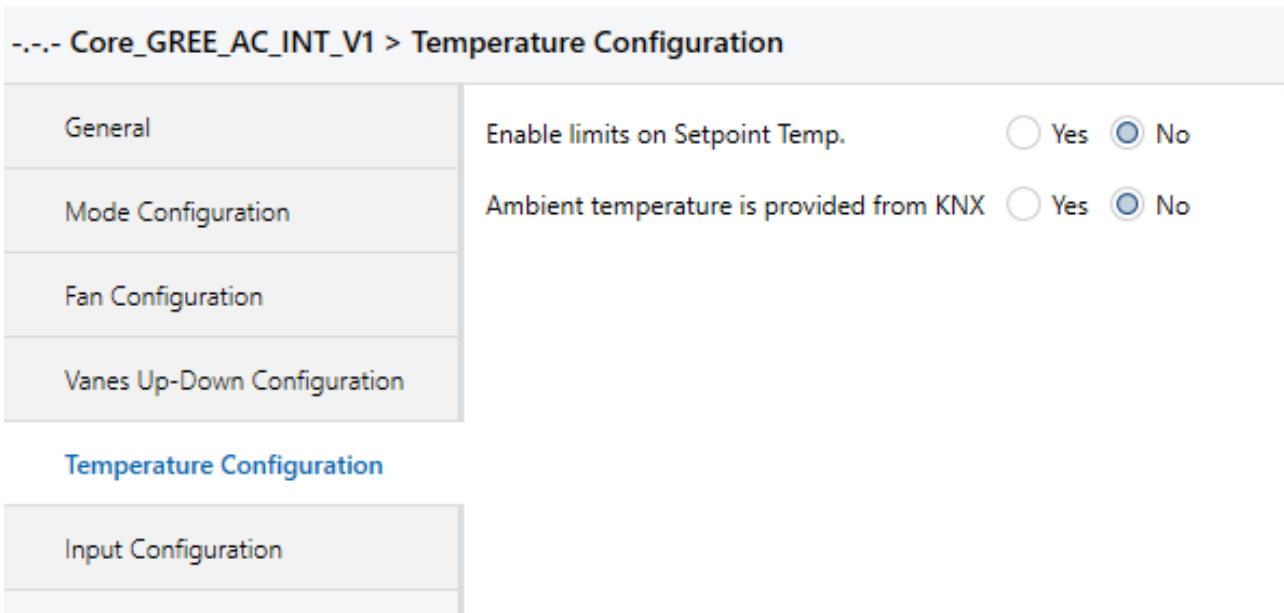 -.-.- Core_GREE_AC_INT_V1 > Temperature Configuration
General
Mode Configuration
Fan Configuration
Vanes Up-Down Configuration
Temperature Configuration
Input Configuration
Enable limits on Setpoint Temp. Yes No
Ambient temperature is provided from KNX Yes No